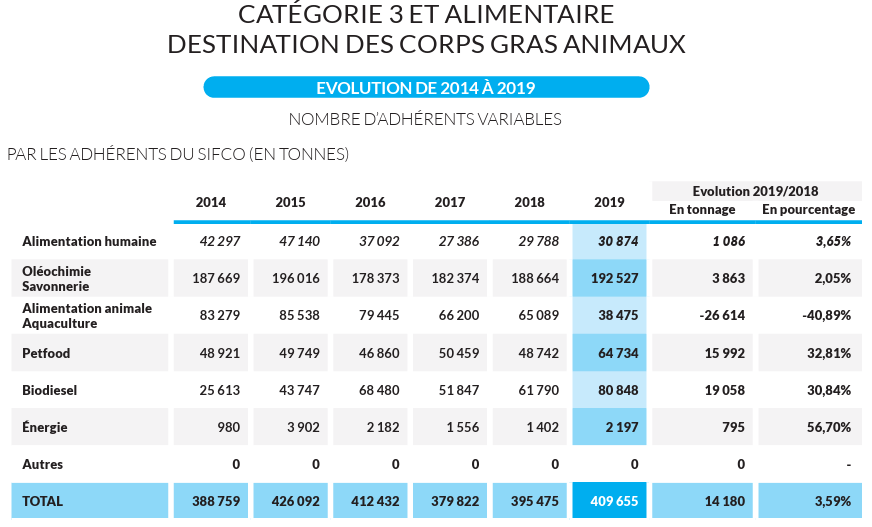 CATÉGORIE 3 ET ALIMENTAIRE
DESTINATION DES CORPS GRAS ANIMAUX
EVOLUTION DE 2014 À 2019
NOMBRE D'ADHÉRENTS VARIABLES
PAR LES ADHÉRENTS DU SIFCO (EN TONNES)
Evolution 2019/2018
2014 2015 2016 2017 2018 2019 En tonnage En pourcentage
Alimentation humaine 42 297 47 140 37 092 27 386 29 788 30 874 1 086 3,65%
Oléochimie
Savonnerie 187 669 196 016 178 373 182 374 188 664 192 527 3 863 2,05%
Alimentation animale
Aquaculture 83 279 85 538 79 445 66 200 65 089 38 475 -26 614 -40,89%
Petfood 48 921 49 749 46 860 50 459 48 742 64 734 15 992 32,81%
Biodiesel 25 613 43 747 68 480 51 847 61 790 80 848 19 058 30,84%
Énergie 980 3 902 2 182 1 556 1 402 2 197 795 56,70%
Autres 0 0 0 0 0 0 0 -
TOTAL 388 759 426 092 412 432 379 822 395 475 409 655 14 180 3,59%